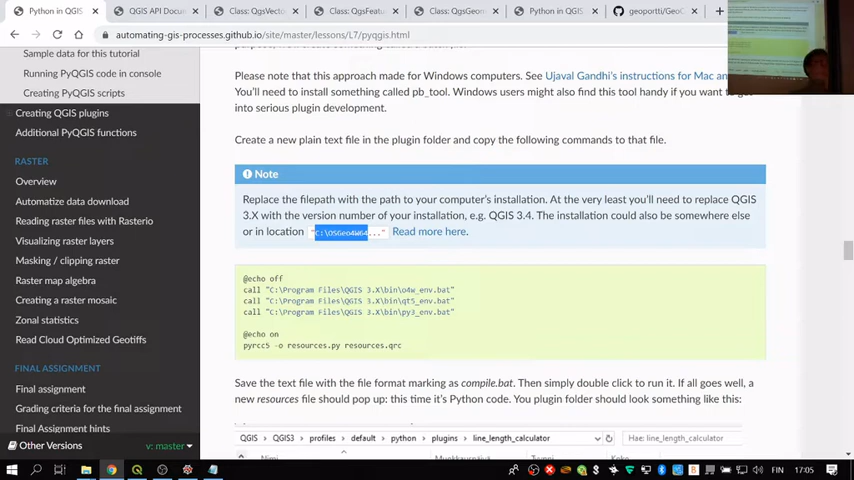 Python in QGIS
QGIS API Docu
Class: QgsVector
Class: QgsFeatur
Class: QgsGeom
Python in QGIS
geoportti/GeoC
automating-gis-processes.github.io/site/master/lessons/L7/pyqgis.html
Sample data for this tutorial
Running PyQGIS code in console
Creating PyQGIS scripts
Creating QGIS plugins
Additional PyQGIS functions
RASTER
Overview
Automatize data download
Reading raster files with Rasterio
Visualizing raster layers
Masking / clipping raster
Raster map algebra
Creating a raster mosaic
Zonal statistics
Read Cloud Optimized Geotiffs
FINAL ASSIGNMENT
Final assignment
Grading criteria for the assignment
Final Assignment hints
Other Versions
v: master
Please note that this approach made for Windows computers. See Ujaval Gandhi's instructions for Mac an
You'll need to install something called pb_tool. Windows users might also find this tool handy if you want to get
into serious plugin development.
Create a new plain text file in the plugin folder and copy the following commands to that file.
Note
Replace the filepath with the path to your computer's installation. At the very least you'll need to replace QGIS
3.X with the version number of your installation, e.g. QGIS 3.4. The installation could also be somewhere else
or in location "C:\OSGeo4W64..." Read more here.
@echo off
call "C:\Program Files\QGIS 3.X\bin\o4w_env.bat"
call "C:\Program Files\QGIS 3.X\bin\qt5_env.bat"
call "C:\Program Files\QGIS 3.X\bin\py3_env.bat"
@echo on
pyrcc5 -o resources.py resources.qrc
Save the text file with the file format marking as compile.bat. Then simply double click to run it. If all goes well, a
new resources file should pop up: this time it's Python code. You plugin folder should look something like this:
QGIS > QGIS3 > profiles > default > python > plugins > line_length_calculator
Hae: line_length_calculator
Nimi
Muokkauspäivä
Tyyppi
Koko
FIN
17:05